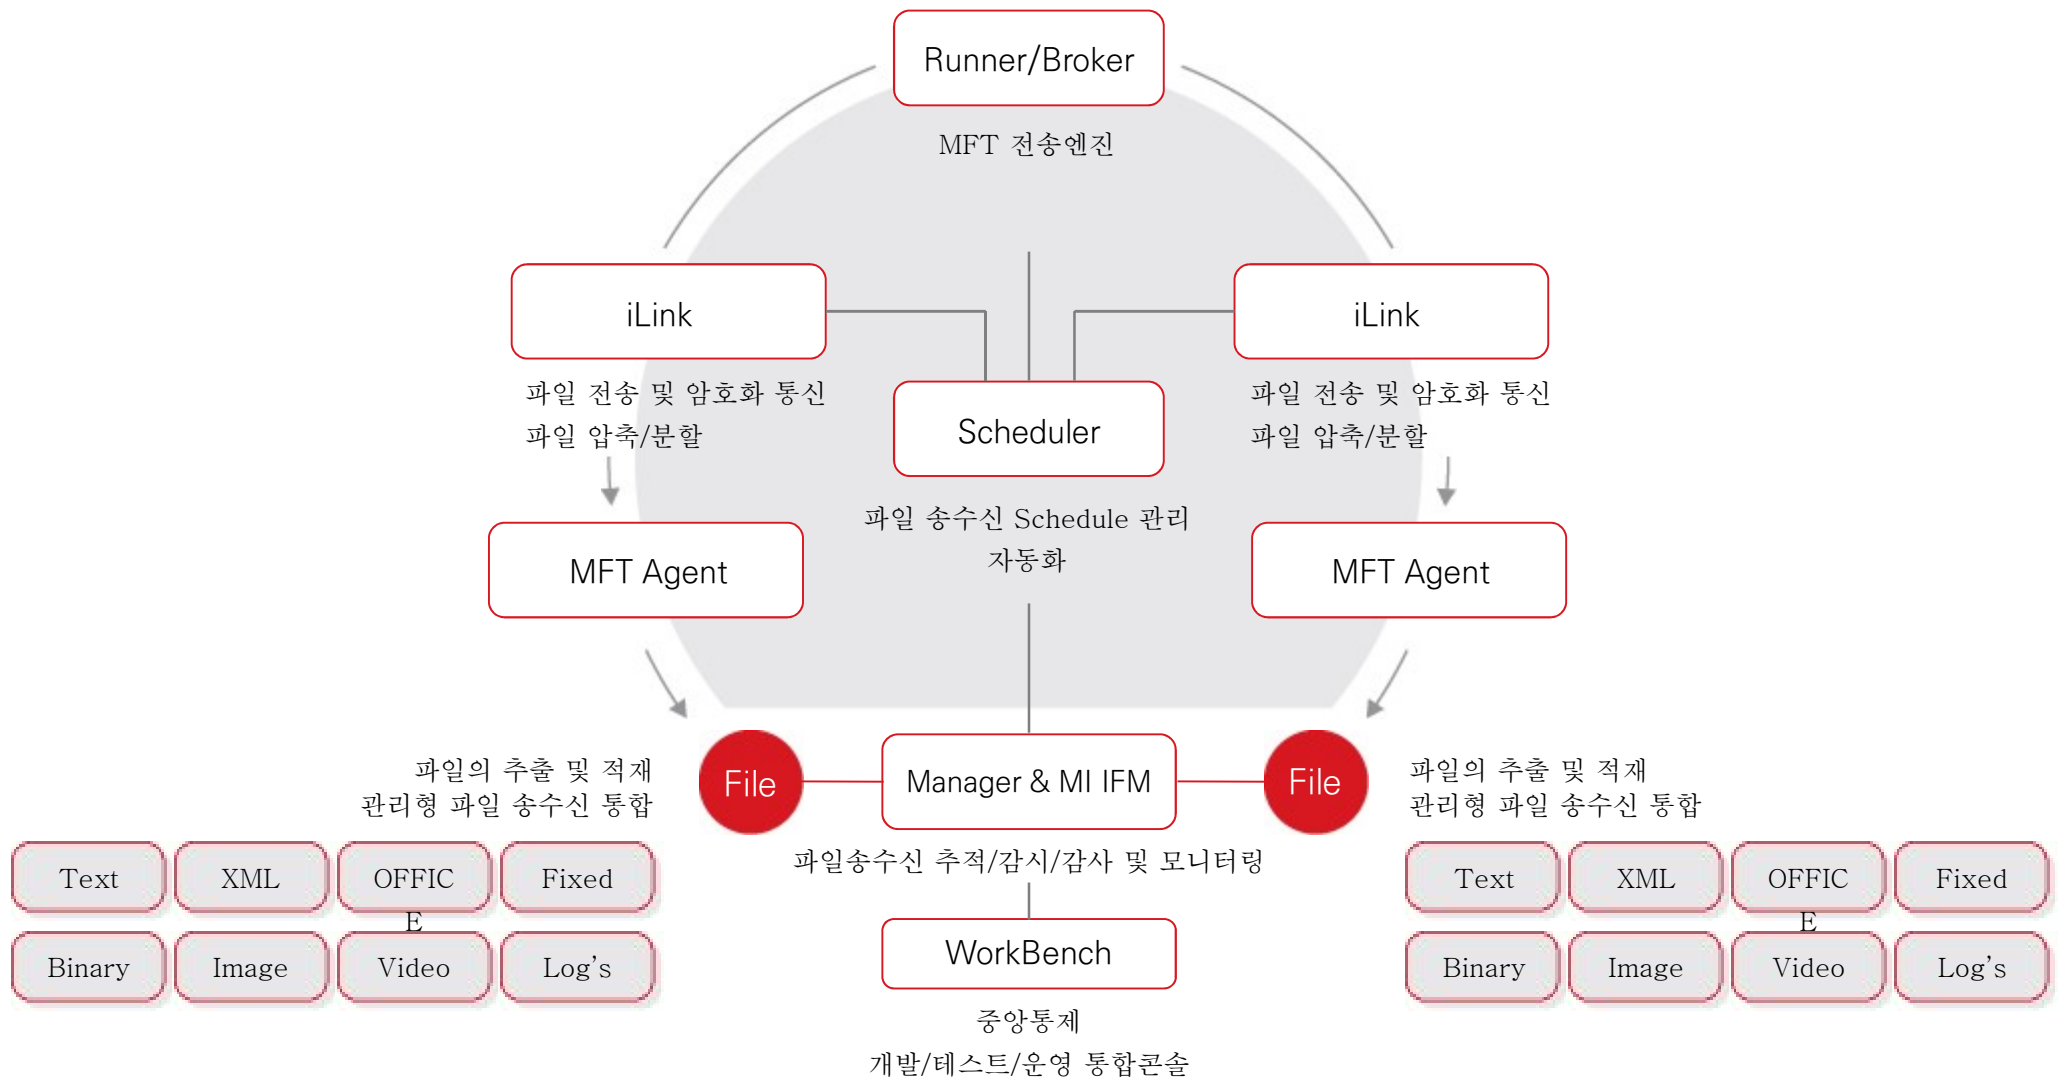 Runner/Broker
MFT 전송엔진
iLink
iLink
파일 전송 및 암호화 통신
파일 압축/분할
파일 전송 및 암호화 통신
파일 압축/분할
Scheduler
파일 송수신 Schedule 관리
자동화
MFT Agent
MFT Agent
File
Manager & MI IFM
File
파일의 추출 및 적재
관리형 파일 송수신 통합
파일의 추출 및 적재
관리형 파일 송수신 통합
파일송수신 추적/감시/감사 및 모니터링
Text
XML
OFFIC
E
Fixed
Binary
Image
Video
Log's
Text
XML
OFFIC
E
Fixed
Binary
Image
Video
Log's
WorkBench
중앙통제
개발/테스트/운영 통합콘솔